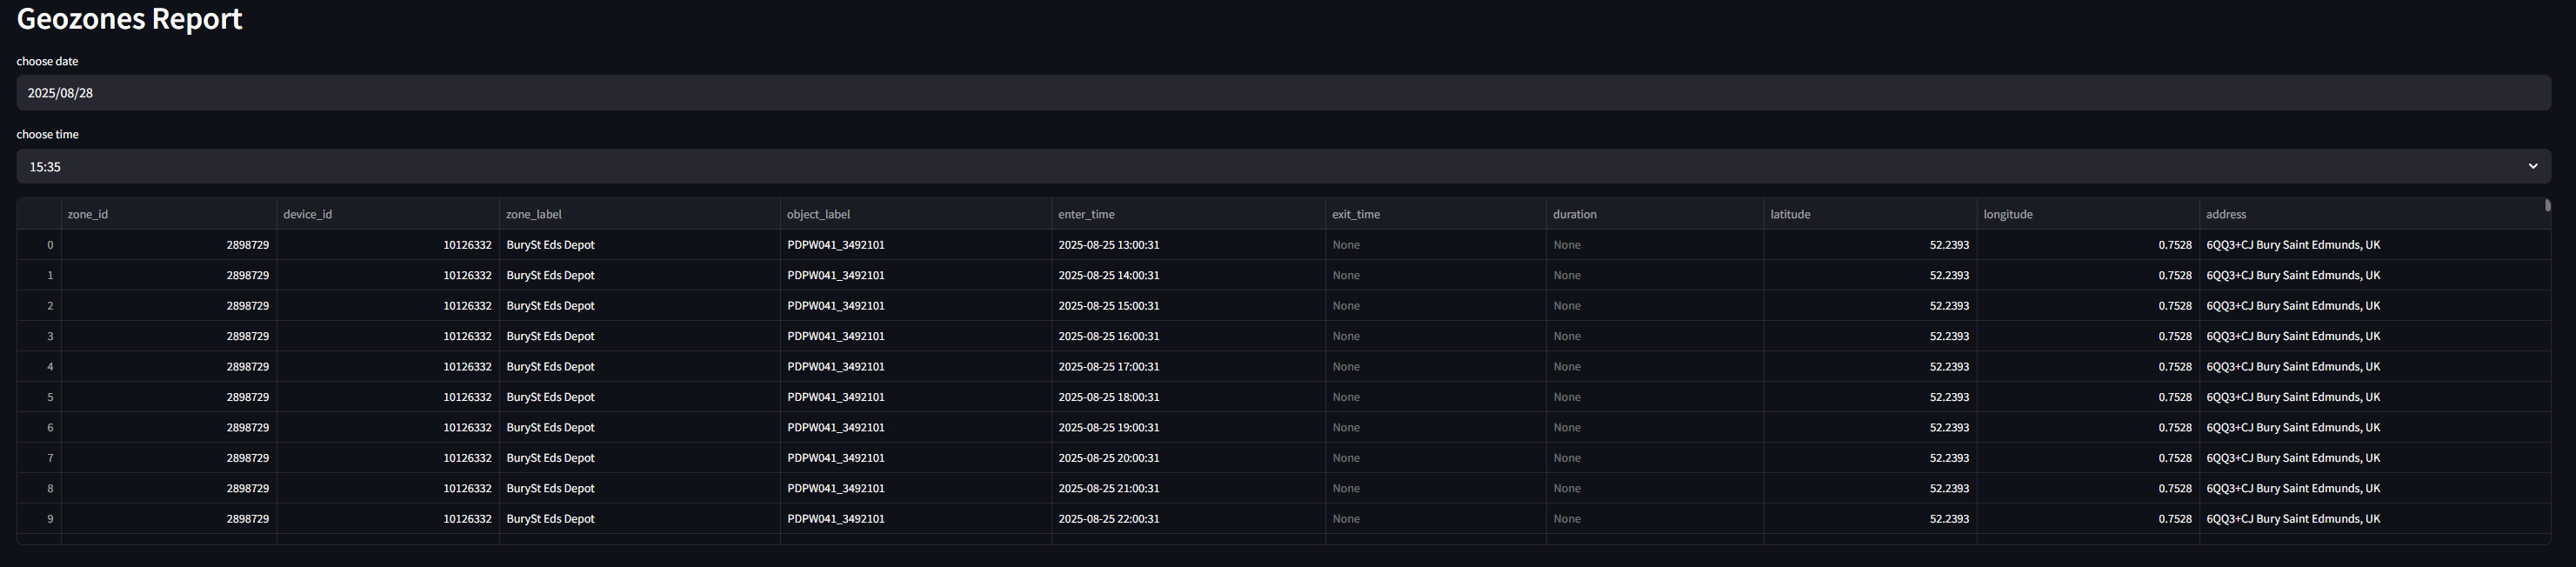 Geozones Report
choose date
2025/08/28
choose time
15:35
zone_id device_id zone_label object_label enter_time exit_time duration latitude longitude address
0 2898729 10126332 BurySt Eds Depot PDPW041_3492101 2025-08-25 13:00:31 None None 52.2393 0.7528 6QQ3+CJ Bury Saint Edmunds, UK
1 2898729 10126332 BurySt Eds Depot PDPW041_3492101 2025-08-25 14:00:31 None None 52.2393 0.7528 6QQ3+CJ Bury Saint Edmunds, UK
2 2898729 10126332 BurySt Eds Depot PDPW041_3492101 2025-08-25 15:00:31 None None 52.2393 0.7528 6QQ3+CJ Bury Saint Edmunds, UK
3 2898729 10126332 BurySt Eds Depot PDPW041_3492101 2025-08-25 16:00:31 None None 52.2393 0.7528 6QQ3+CJ Bury Saint Edmunds, UK
4 2898729 10126332 BurySt Eds Depot PDPW041_3492101 2025-08-25 17:00:31 None None 52.2393 0.7528 6QQ3+CJ Bury Saint Edmunds, UK
5 2898729 10126332 BurySt Eds Depot PDPW041_3492101 2025-08-25 18:00:31 None None 52.2393 0.7528 6QQ3+CJ Bury Saint Edmunds, UK
6 2898729 10126332 BurySt Eds Depot PDPW041_3492101 2025-08-25 19:00:31 None None 52.2393 0.7528 6QQ3+CJ Bury Saint Edmunds, UK
7 2898729 10126332 BurySt Eds Depot PDPW041_3492101 2025-08-25 20:00:31 None None 52.2393 0.7528 6QQ3+CJ Bury Saint Edmunds, UK
8 2898729 10126332 BurySt Eds Depot PDPW041_3492101 2025-08-25 21:00:31 None None 52.2393 0.7528 6QQ3+CJ Bury Saint Edmunds, UK
9 2898729 10126332 BurySt Eds Depot PDPW041_3492101 2025-08-25 22:00:31 None None 52.2393 0.7528 6QQ3+CJ Bury Saint Edmunds, UK